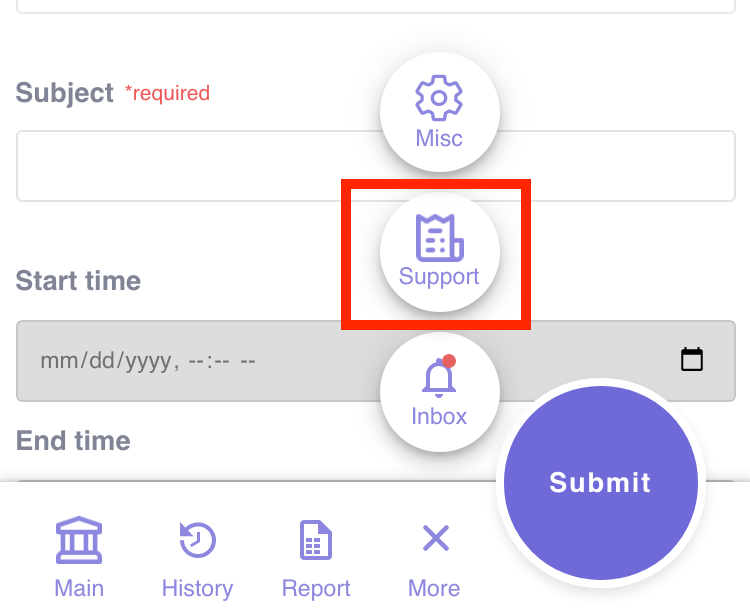 Subject *required
Misc
Support
Start time
mm/dd/yyyy, --:-- --
Inbox
End time
Submit
Main History Report More